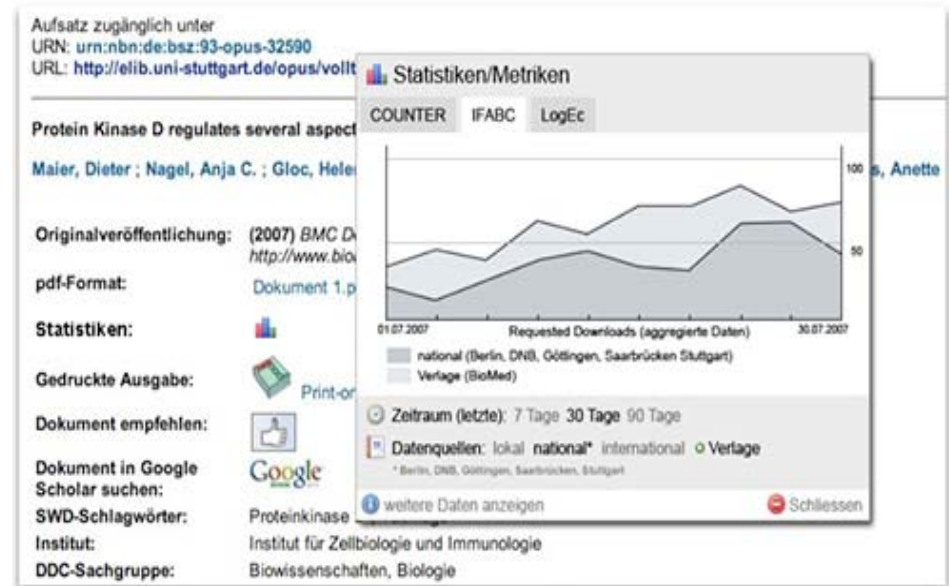 Aufsatz zugänglich unter
URN: urn:nbn:de:bsz:93-opus-32590
URL: http://elib.uni-stuttgart.de/opus/vollt
Protein Kinase D regulates several aspect
Maier, Dieter ; Nagel, Anja C. ; Gloc, Hele
s, Anette
Originalveröffentlichung: (2007) BMC De
http://www.bio
pdf-Format: Dokument 1.p
Statistiken:
Gedruckte Ausgabe: Print-on
Dokument empfehlen:
Dokument in Google Scholar suchen: Google
SWD-Schlagwörter: Proteinkinase
Institut: Institut für Zellbiologie und Immunologie
DDC-Sachgruppe: Biowissenschaften, Biologie
Statistiken/Metriken
COUNTER IFABC LogEc
100
50
01.07.2007 Requested Downloads (aggregierte Daten) 30.07.2007
national (Berlin, DNB, Göttingen, Saarbrücken Stuttgart)
Verlage (BioMed)
Zeitraum (letzte): 7 Tage 30 Tage 90 Tage
Datenquellen: lokal national* international Verlage
* Berlin, DNB, Göttingen, Saarbrücken, Stuttgart
weitere Daten anzeigen Schliessen